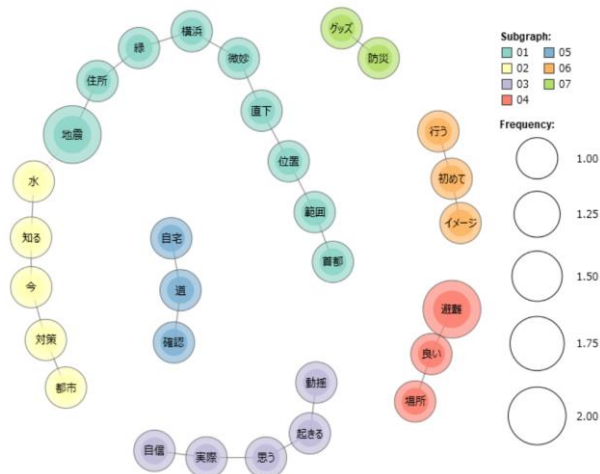 グッズ
防災
横浜
緑
微妙
住所
直下
地震
位置
範囲
首都
水
知る
今
対策
都市
自宅
道
確認
行う
初めて
イメージ
避難
良い
場所
動揺
起きる
思う
実際
自信
Subgraph:
01 05
02 06
03 07
04
Frequency:
1.00
1.25
1.50
1.75
2.00